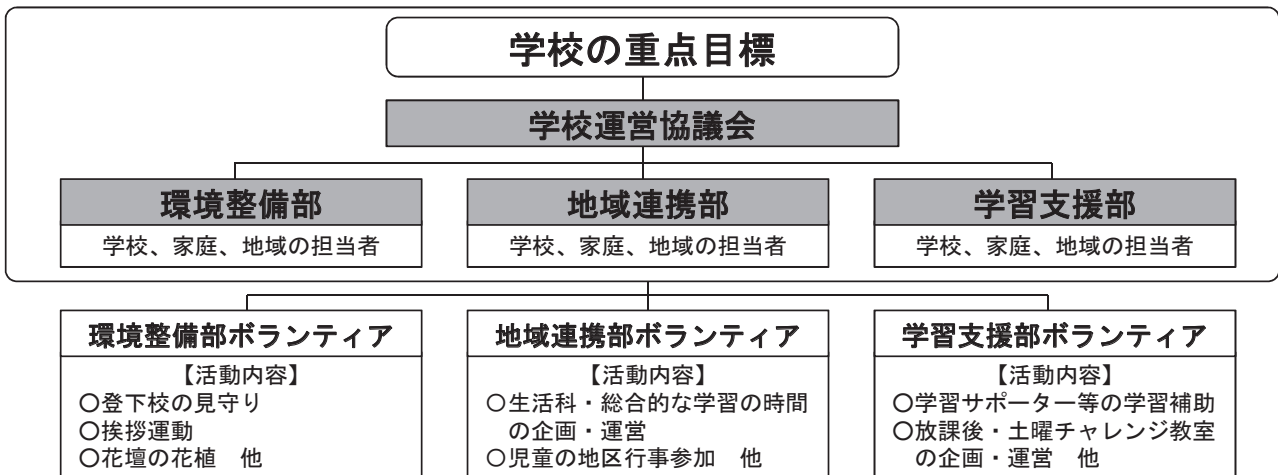 学校の重点目標
学校運営協議会
環境整備部
学校、家庭、地域の担当者
地域連携部
学校、家庭、地域の担当者
学習支援部
学校、家庭、地域の担当者
環境整備部ボランティア
【活動内容】
○登下校の見守り
○挨拶運動
○花壇の花植　他
地域連携部ボランティア
【活動内容】
○生活科・総合的な学習の時間
の企画・運営
○児童の地区行事参加　他
学習支援部ボランティア
【活動内容】
○学習サポーター等の学習補助
○放課後・土曜チャレンジ教室
の企画・運営　他